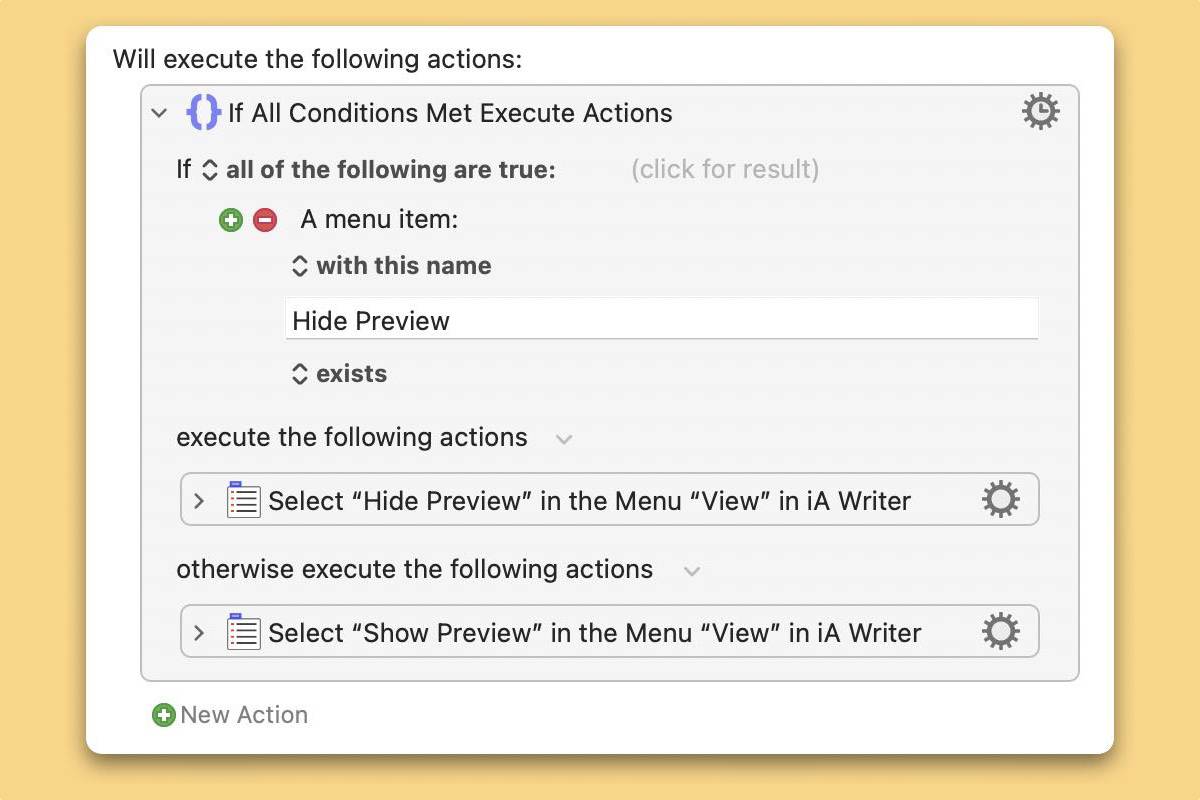 Will execute the following actions:
If All Conditions Met Execute Actions
If all of the following are true: (click for result)
A menu item:
with this name
Hide Preview
exists
execute the following actions
Select “Hide Preview” in the Menu “View” in iA Writer
otherwise execute the following actions
Select “Show Preview” in the Menu “View” in iA Writer
New Action